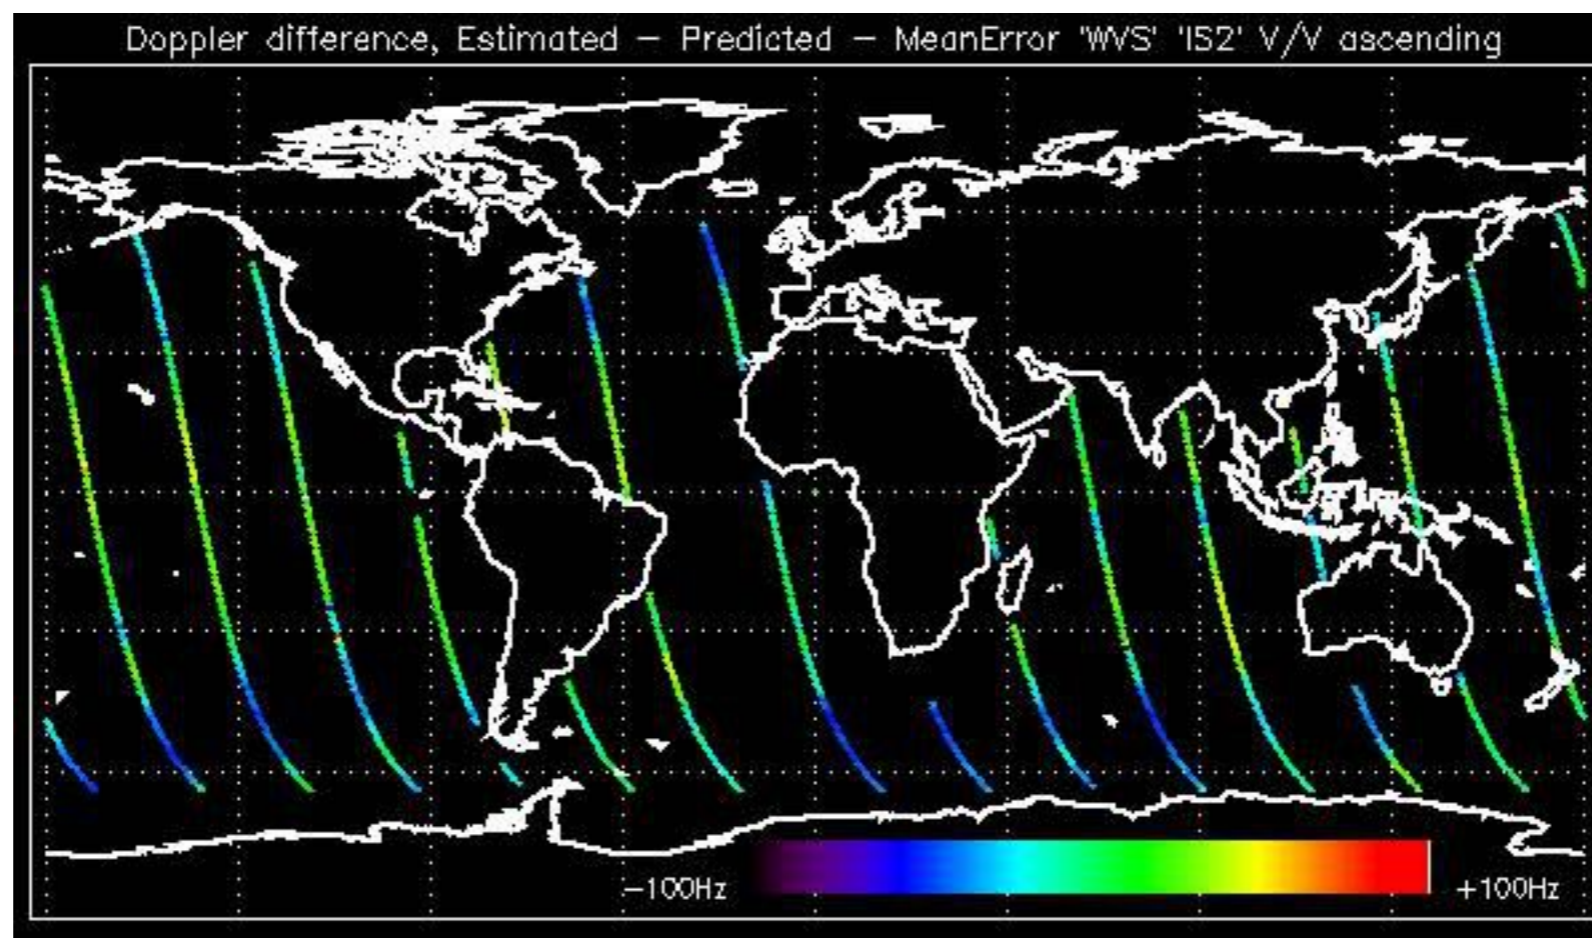 Doppler difference, Estimated – Predicted – MeanError 'WVS' 'IS2' V/V ascending
–100Hz +100Hz